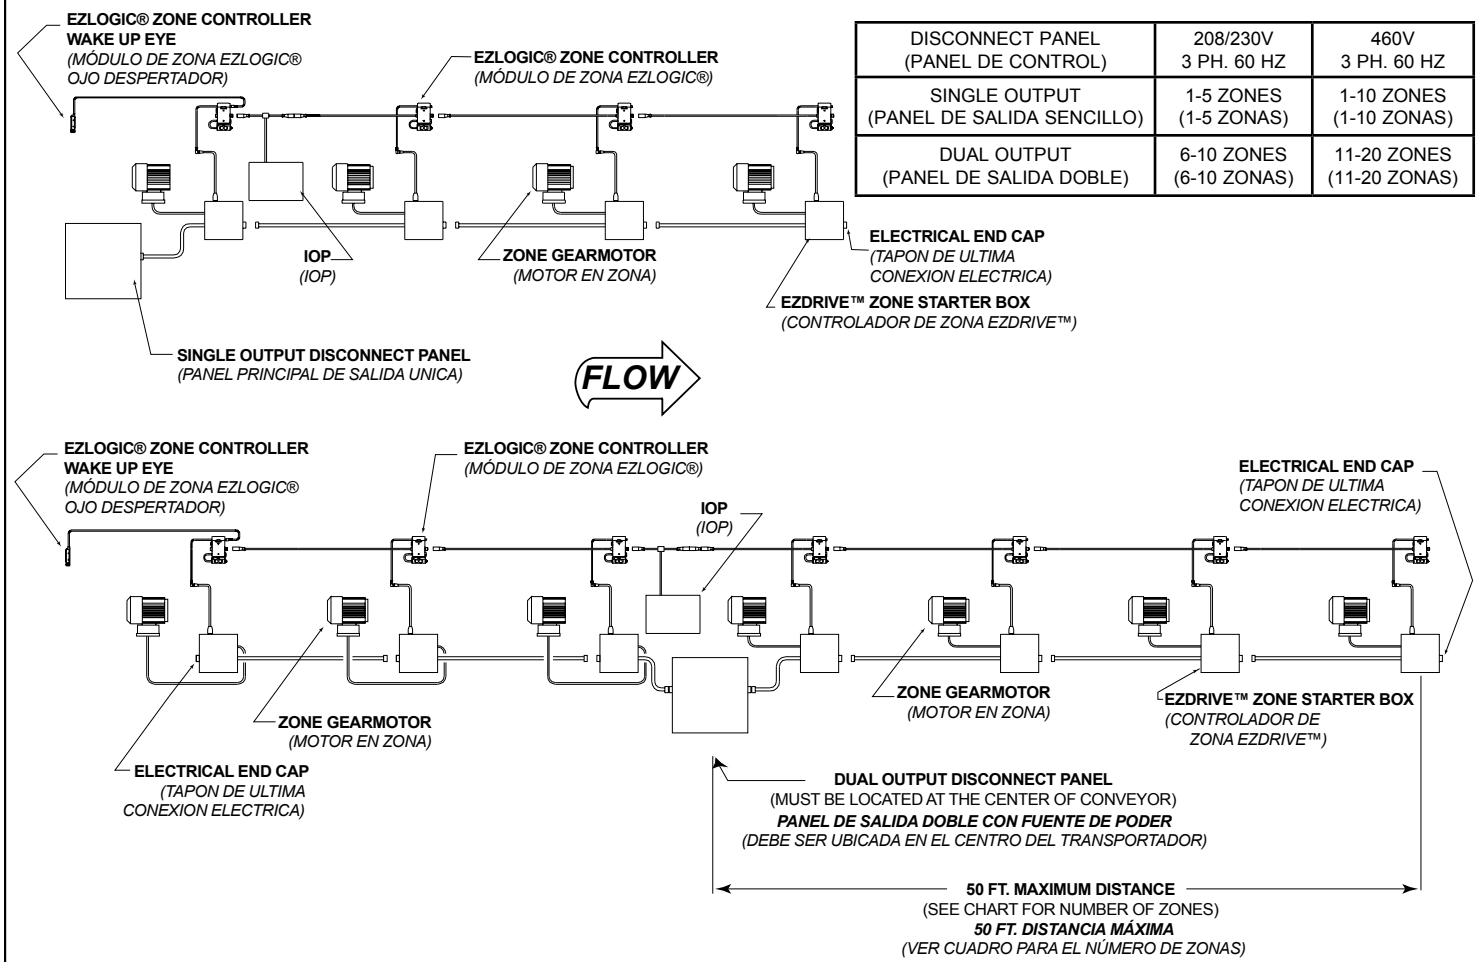 EZLOGIC® ZONE CONTROLLER
WAKE UP EYE
(MÓDULO DE ZONA EZLOGIC®
OJO DESPERTADOR)
EZLOGIC® ZONE CONTROLLER
(MÓDULO DE ZONA EZLOGIC®)
DISCONNECT PANEL
(PANEL DE CONTROL)
208/230V
3 PH. 60 HZ
460V
3 PH. 60 HZ
SINGLE OUTPUT
(PANEL DE SALIDA SENCILLO)
1-5 ZONES
(1-5 ZONAS)
1-10 ZONES
(1-10 ZONAS)
DUAL OUTPUT
(PANEL DE SALIDA DOBLE)
6-10 ZONES
(6-10 ZONAS)
11-20 ZONES
(11-20 ZONAS)
IOP
(IOP)
ZONE GEARMOTOR
(MOTOR EN ZONA)
ELECTRICAL END CAP
(TAPON DE ULTIMA
CONEXION ELECTRICA)
EZDRIVE™ ZONE STARTER BOX
(CONTROLADOR DE ZONA EZDRIVE™)
SINGLE OUTPUT DISCONNECT PANEL
(PANEL PRINCIPAL DE SALIDA UNICA)
FLOW
EZLOGIC® ZONE CONTROLLER
WAKE UP EYE
(MÓDULO DE ZONA EZLOGIC®
OJO DESPERTADOR)
EZLOGIC® ZONE CONTROLLER
(MÓDULO DE ZONA EZLOGIC®)
IOP
(IOP)
ELECTRICAL END CAP
(TAPON DE ULTIMA
CONEXION ELECTRICA)
ZONE GEARMOTOR
(MOTOR EN ZONA)
ELECTRICAL END CAP
(TAPON DE ULTIMA
CONEXION ELECTRICA)
ZONE GEARMOTOR
(MOTOR EN ZONA)
EZDRIVE™ ZONE STARTER BOX
(CONTROLADOR DE
ZONA EZDRIVE™)
DUAL OUTPUT DISCONNECT PANEL
(MUST BE LOCATED AT THE CENTER OF CONVEYOR)
PANEL DE SALIDA DOBLE CON FUENTE DE PODER
(DEBE SER UBICADA EN EL CENTRO DEL TRANSPORTADOR)
50 FT. MAXIMUM DISTANCE
(SEE CHART FOR NUMBER OF ZONES)
50 FT. DISTANCIA MÁXIMA
(VER CUADRO PARA EL NÚMERO DE ZONAS)